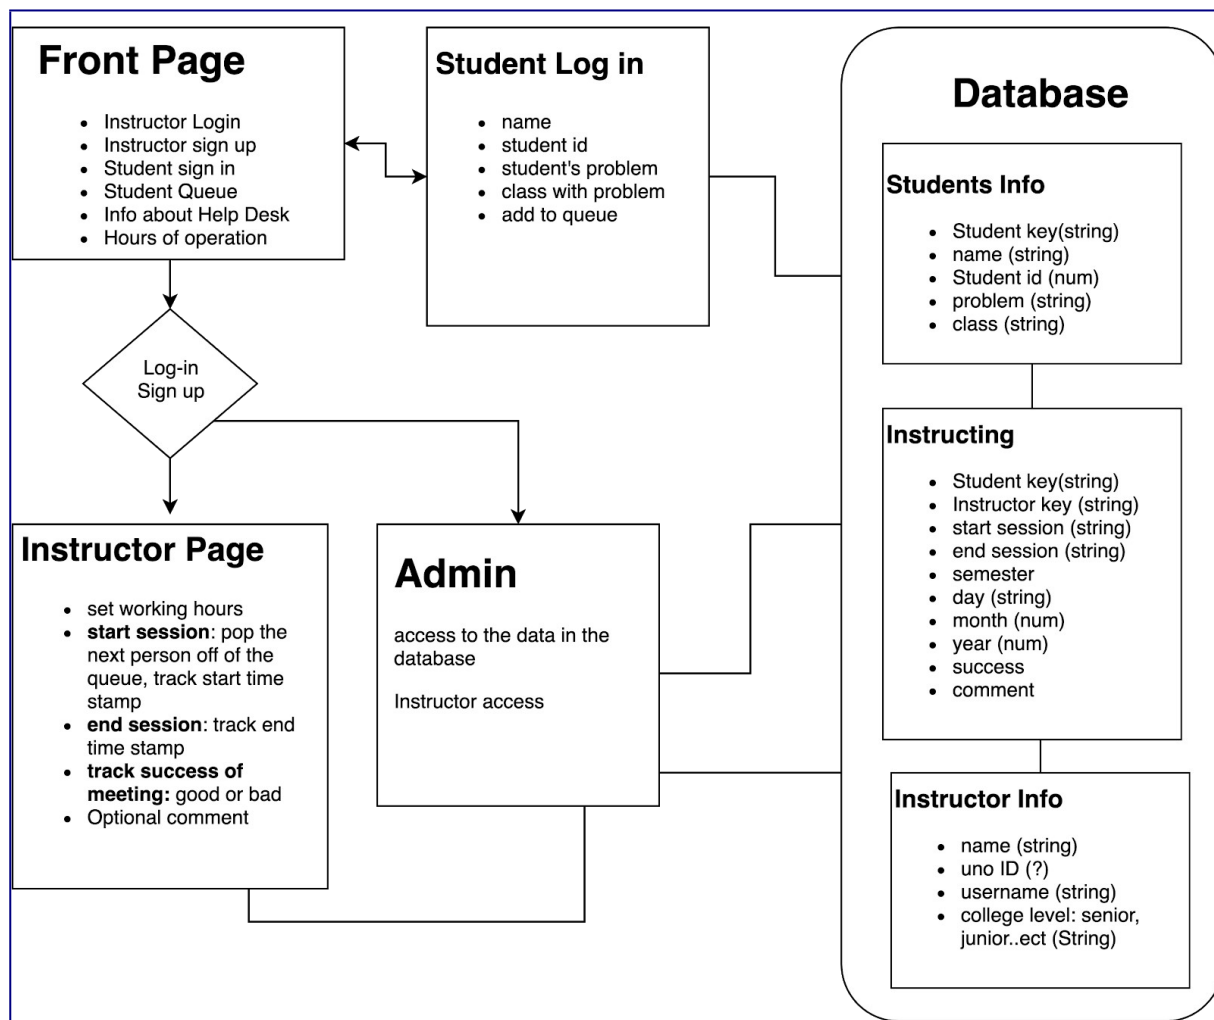 Front Page
Instructor Login
Instructor sign up
Student sign in
Student Queue
Info about Help Desk
Hours of operation
Student Log in
name
student id
student's problem
class with problem
add to queue
Log-in
Sign up
Instructor Page
set working hours
start session: pop the
next person off of the
queue, track start time
stamp
end session: track end
time stamp
track success of
meeting: good or bad
Optional comment
Admin
access to the data in the
database
Instructor access
Database
Students Info
Student key(string)
name (string)
Student id (num)
problem (string)
class (string)
Instructing
Student key(string)
Instructor key (string)
start session (string)
end session (string)
semester
day (string)
month (num)
year (num)
success
comment
Instructor Info
name (string)
uno ID (?)
username (string)
college level: senior,
junior..ect (String)